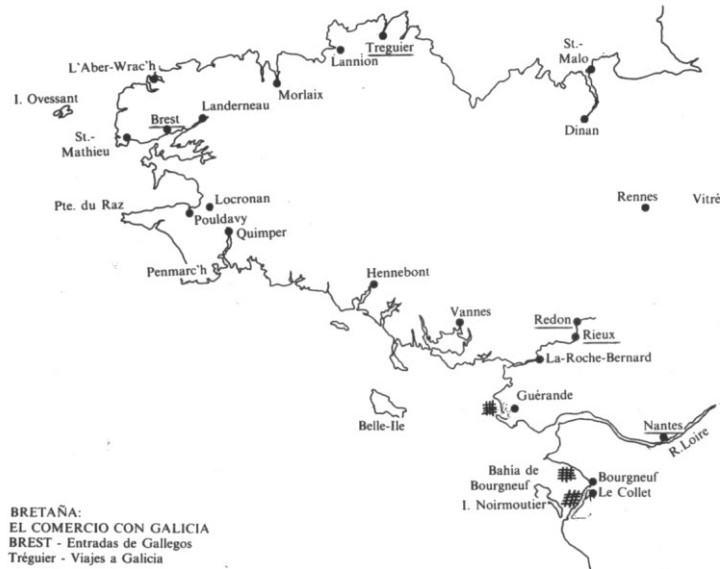 Treguier
Lannion
St.-
Malo
L'Aber-Wrac'h
Morlaix
I. Ovessant
Landerneau
Brest
St.-
Mathieu
Dinan
Pte. du Raz
Locronan
Pouldavy
Rennes
Vitré
Quimper
Penmarc'h
Hennebont
Vannes
Redon
Rieux
La-Roche-Bernard
Guérande
Belle-Ile
Nantes
R. Loire
Bahia de
Bourgneuf
Bourgneuf
Le Collet
I. Noirmoutier
BRETAÑA:
EL COMERCIO CON GALICIA
BREST - Entradas de Gallegos
Tréguier - Viajes a Galicia